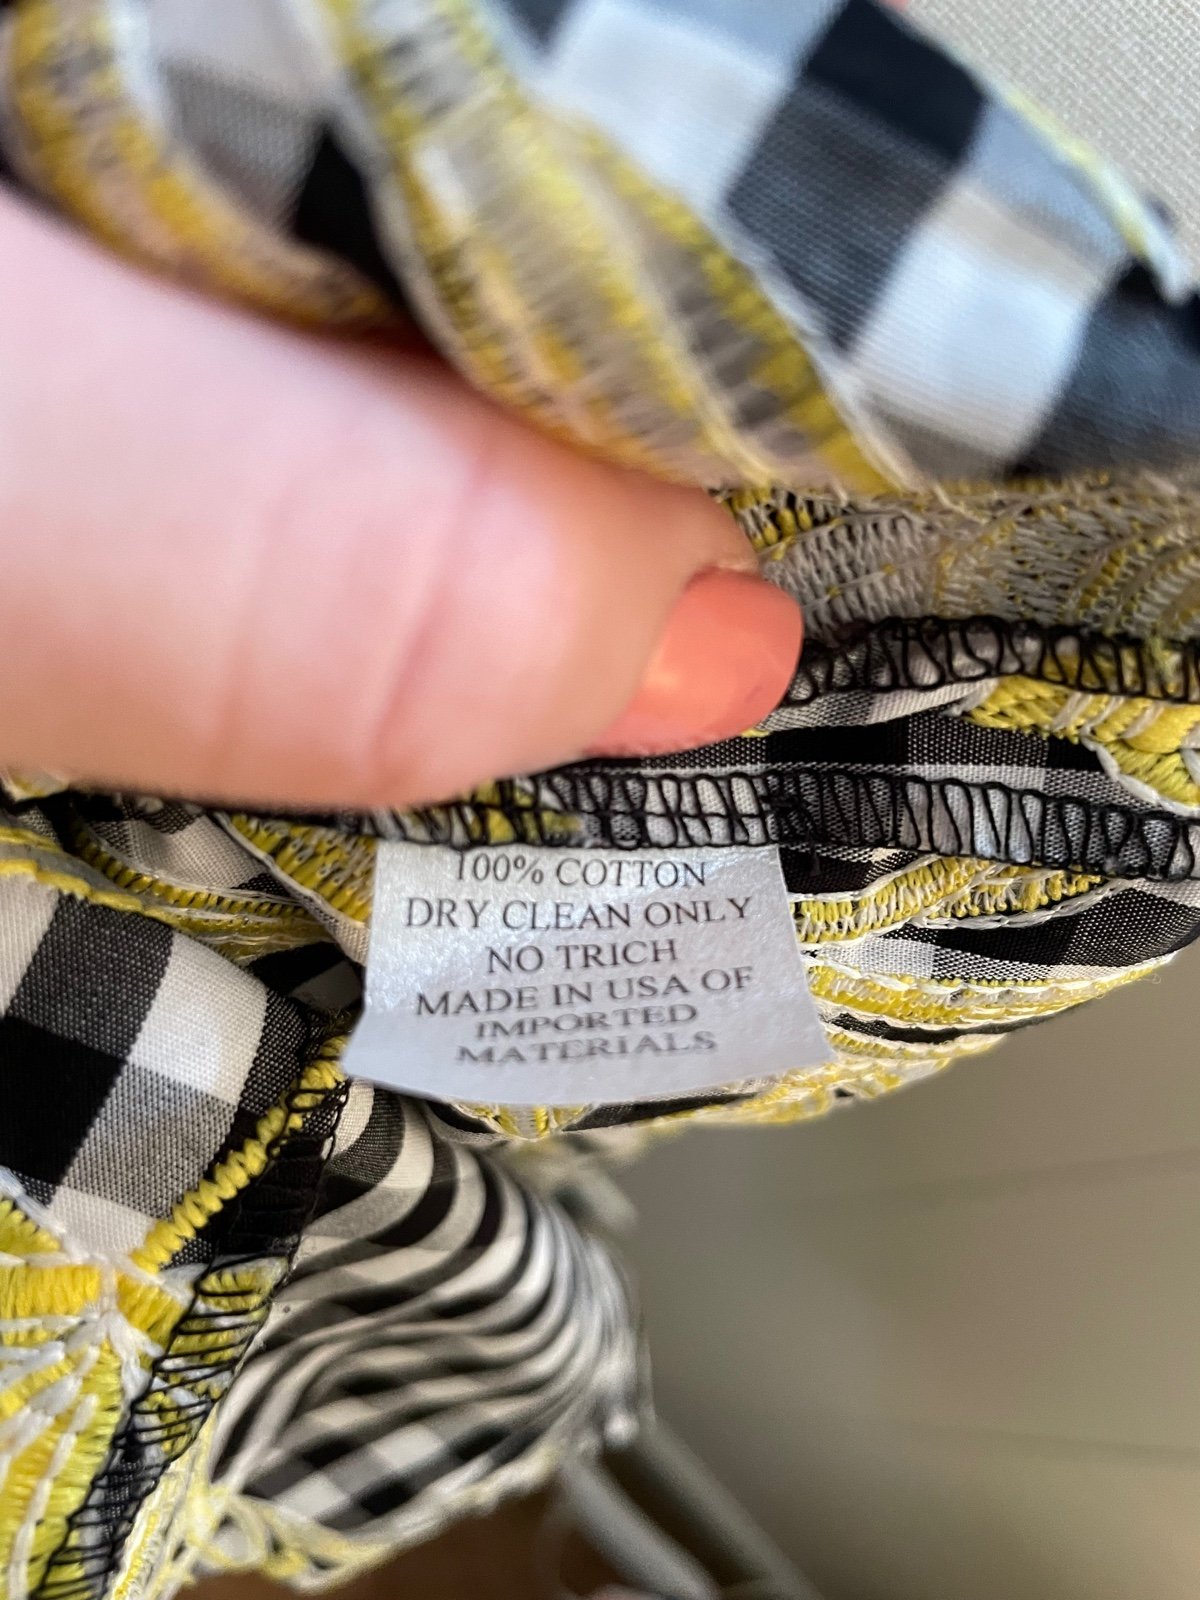 100% COTTON
DRY CLEAN ONLY
NO TRICH
MADE IN USA OF
IMPORTED
MATERIALS